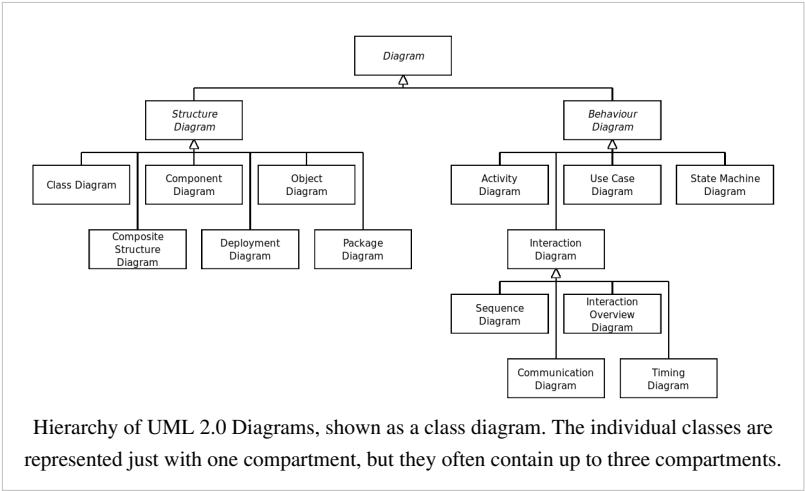 Diagram
Structure
Diagram
Behaviour
Diagram
Class Diagram
Component
Diagram
Object
Diagram
Activity
Diagram
Use Case
Diagram
State Machine
Diagram
Composite
Structure
Diagram
Deployment
Diagram
Package
Diagram
Interaction
Diagram
Sequence
Diagram
Interaction
Overview
Diagram
Communication
Diagram
Timing
Diagram
Hierarchy of UML 2.0 Diagrams, shown as a class diagram. The individual classes are
represented just with one compartment, but they often contain up to three compartments.